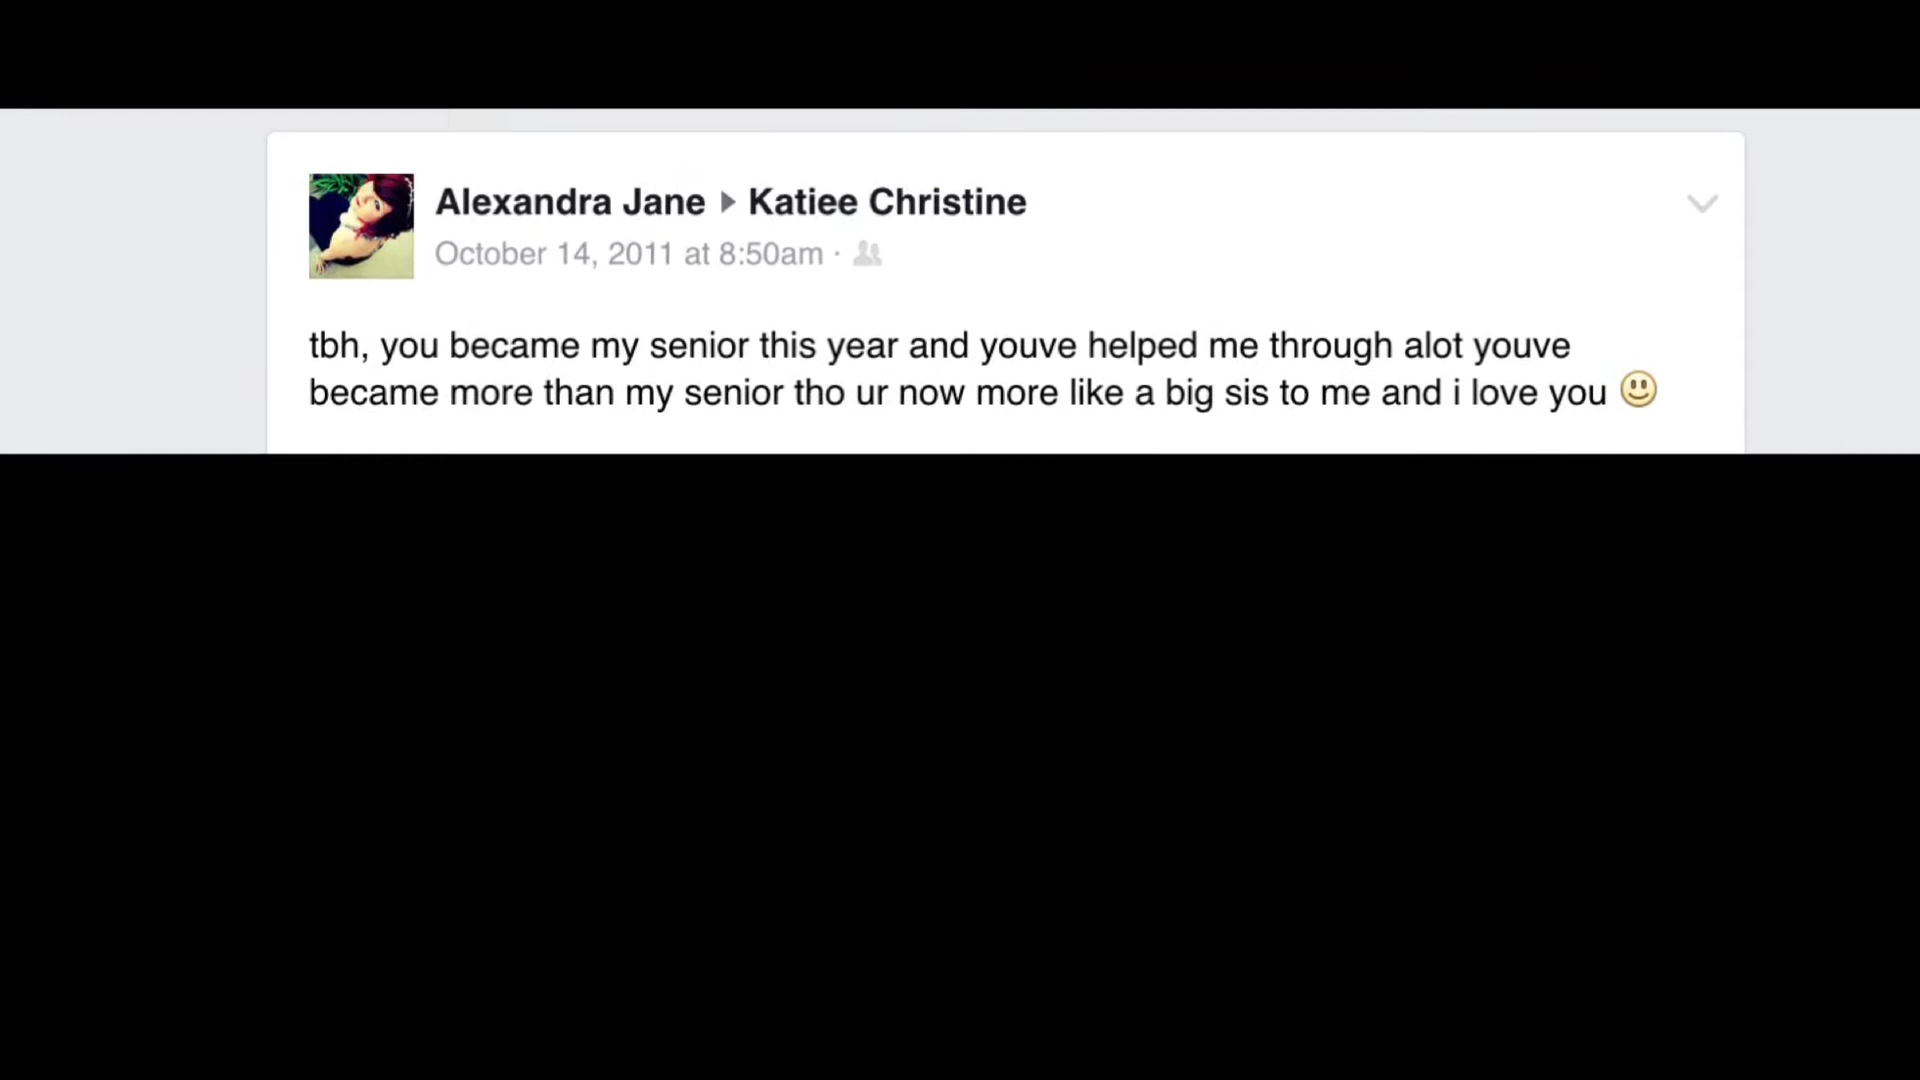 Alexandra Jane ▸ Katiee Christine
October 14, 2011 at 8:50am ·
tbh, you became my senior this year and youve helped me through alot youve
became more than my senior tho ur now more like a big sis to me and i love you